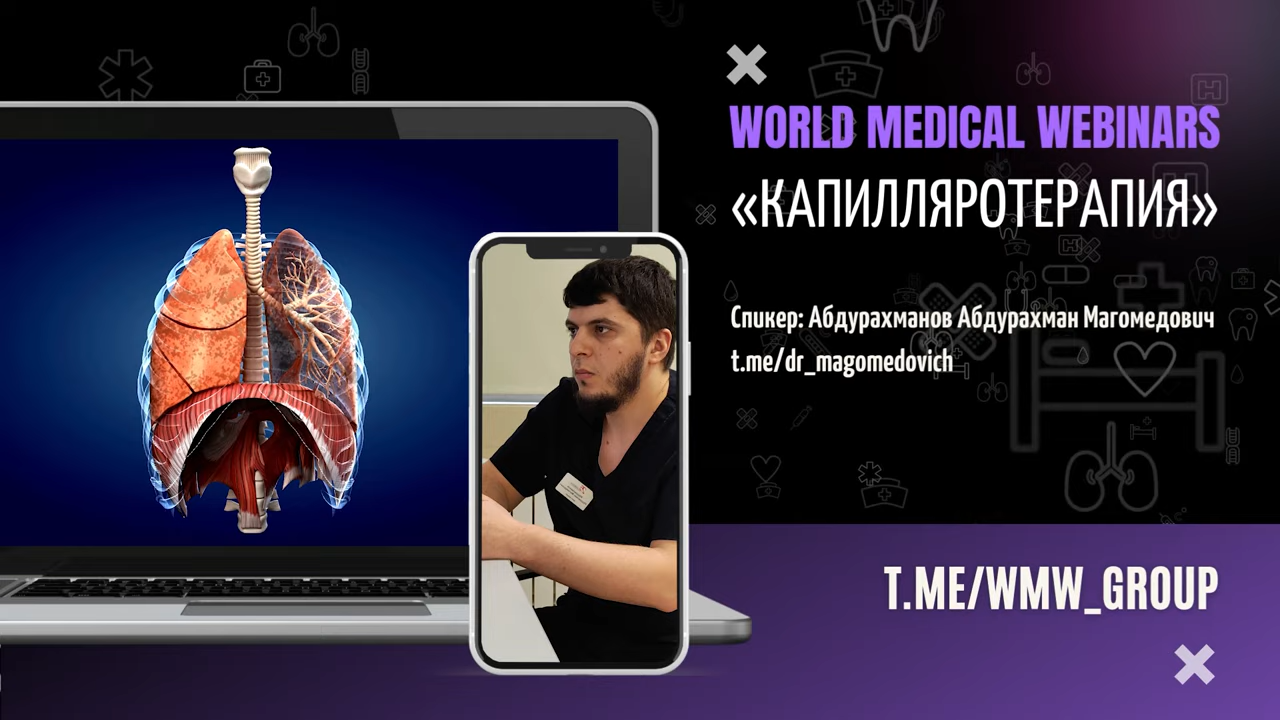 WORLD MEDICAL WEBINARS
«КАПИЛЛЯРОТЕРАПИЯ»
Спикер: Абдурахманов Абдурахман Магомедович
t.me/dr_magomedovich
T.ME/WMW_GROUP